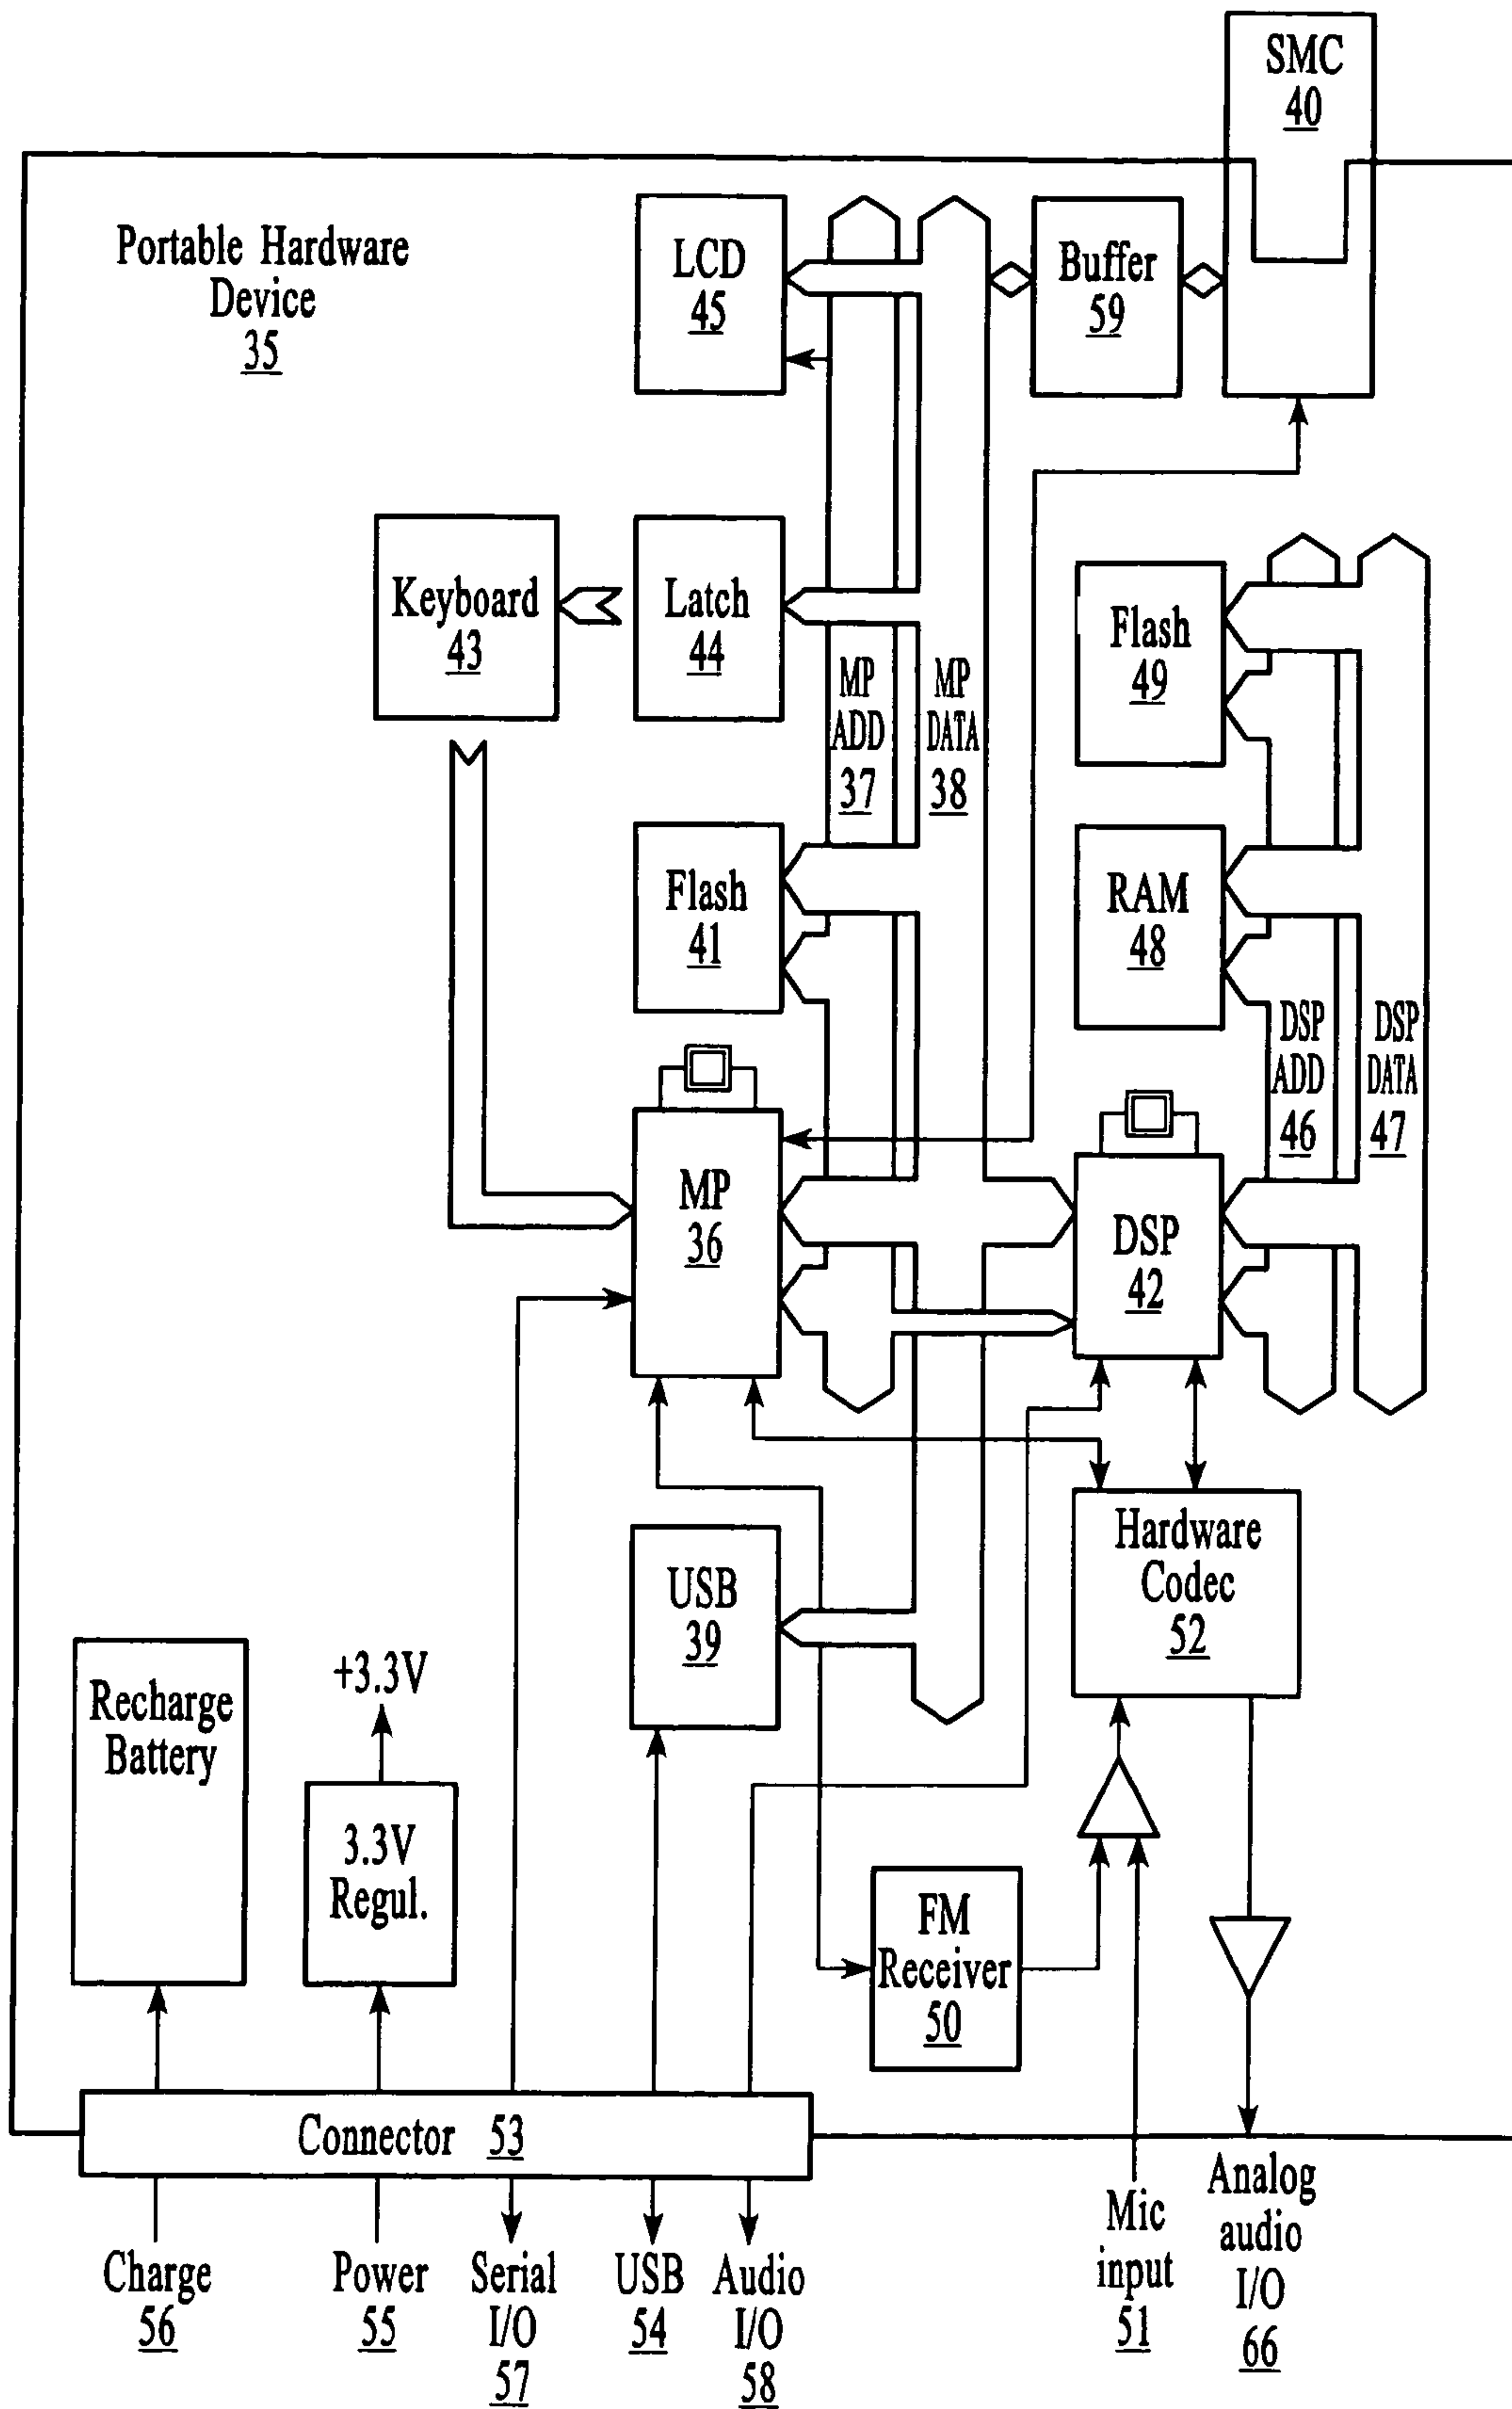 SMC
40
Portable Hardware
Device
35
LCD
45
Buffer
59
Keyboard
43
Latch
44
Flash
49
MP
ADD
37
MP
DATA
38
Flash
41
RAM
48
DSP
ADD
46
DSP
DATA
47
MP
36
DSP
42
Hardware
Codec
52
USB
39
Recharge
Battery
+3.3V
3.3V
Regul.
FM
Receiver
50
Connector 53
Charge
56
Power
55
Serial
I/O
57
USB
54
Audio
I/O
58
Mic
input
51
Analog
audio
I/O
66